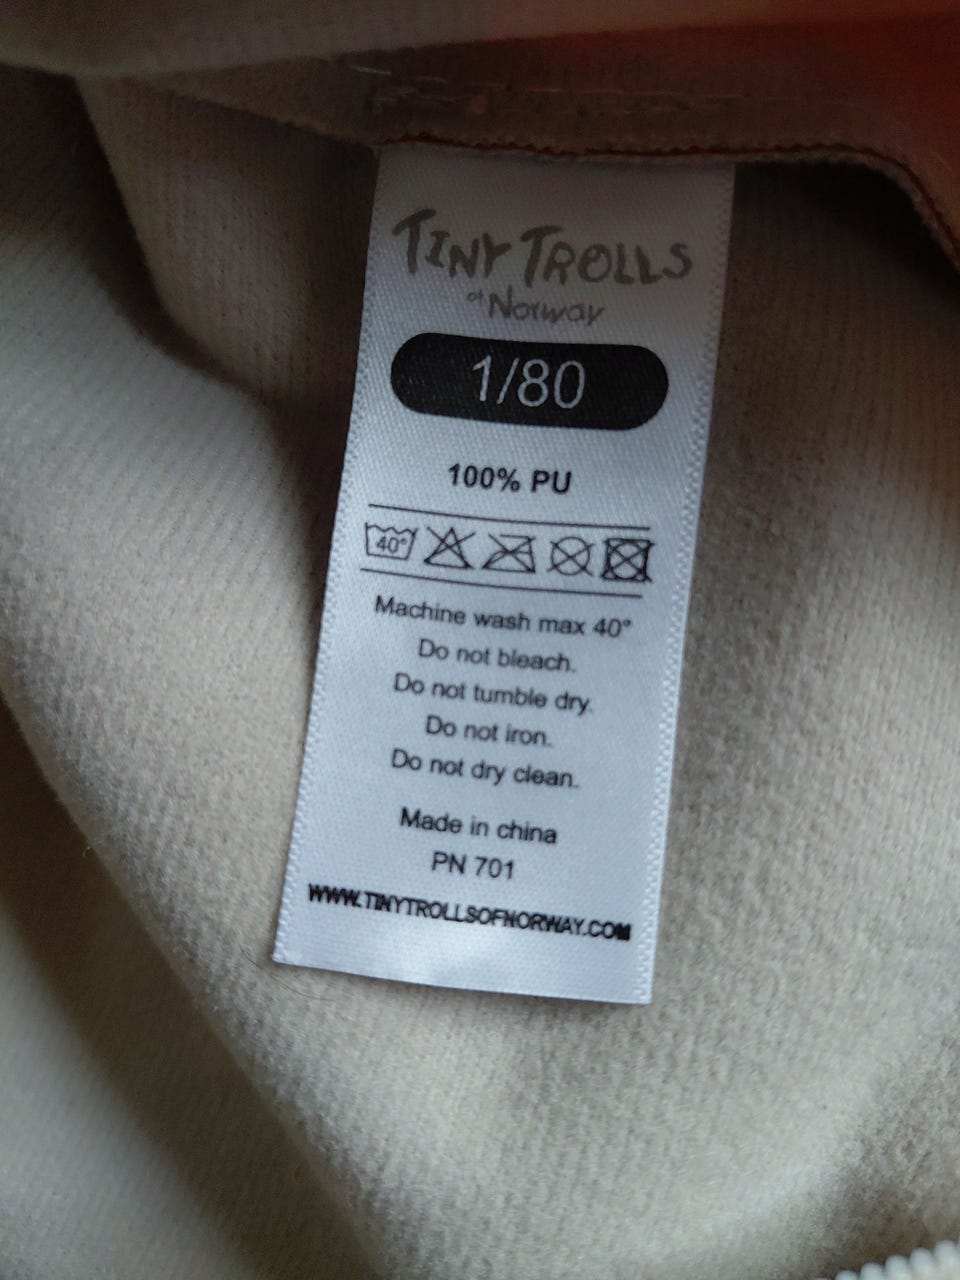 TINY TROLLS
of Norway
1/80
100% PU
40°
Machine wash max 40°
Do not bleach.
Do not tumble dry.
Do not iron.
Do not dry clean.
Made in china
PN 701
WWW.TINYTROLLSOFNORWAY.COM